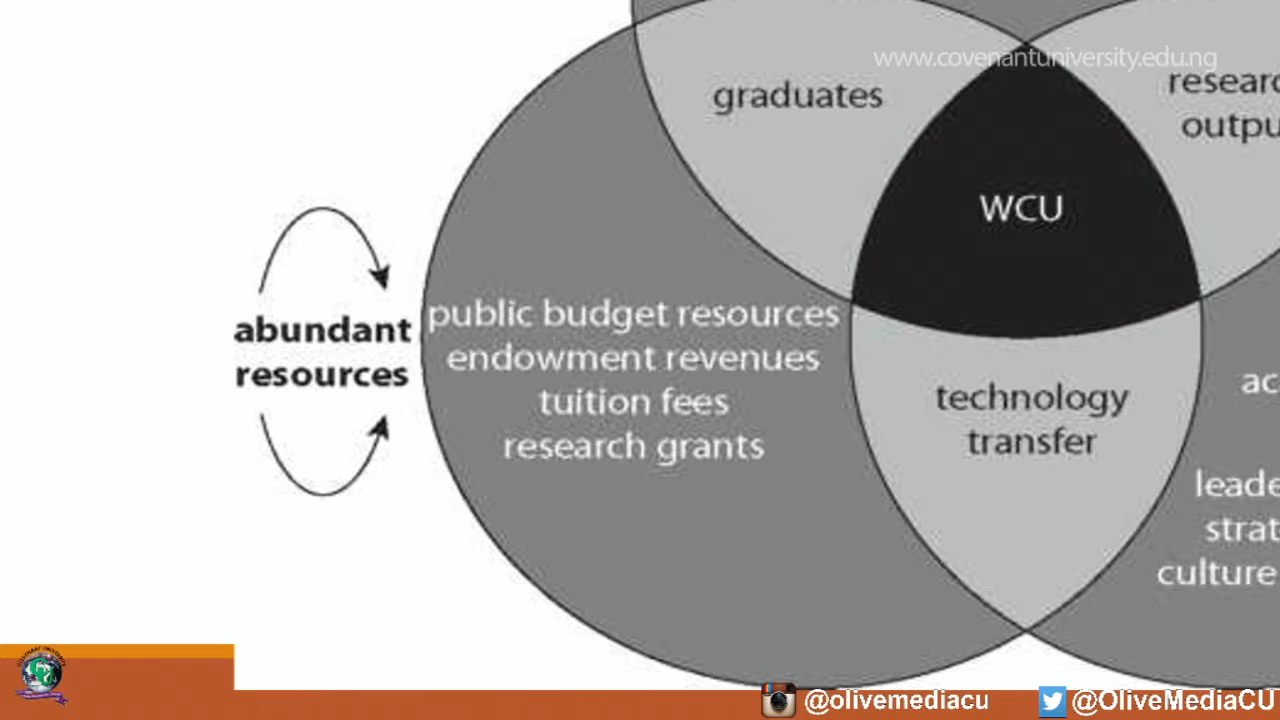 www.covenantuniversity.edu.ng
graduates
WCU
abundant
resources
public budget resources
endowment revenues
tuition fees
research grants
technology
transfer
culture
@olivemediacu
@OliveMediaCU